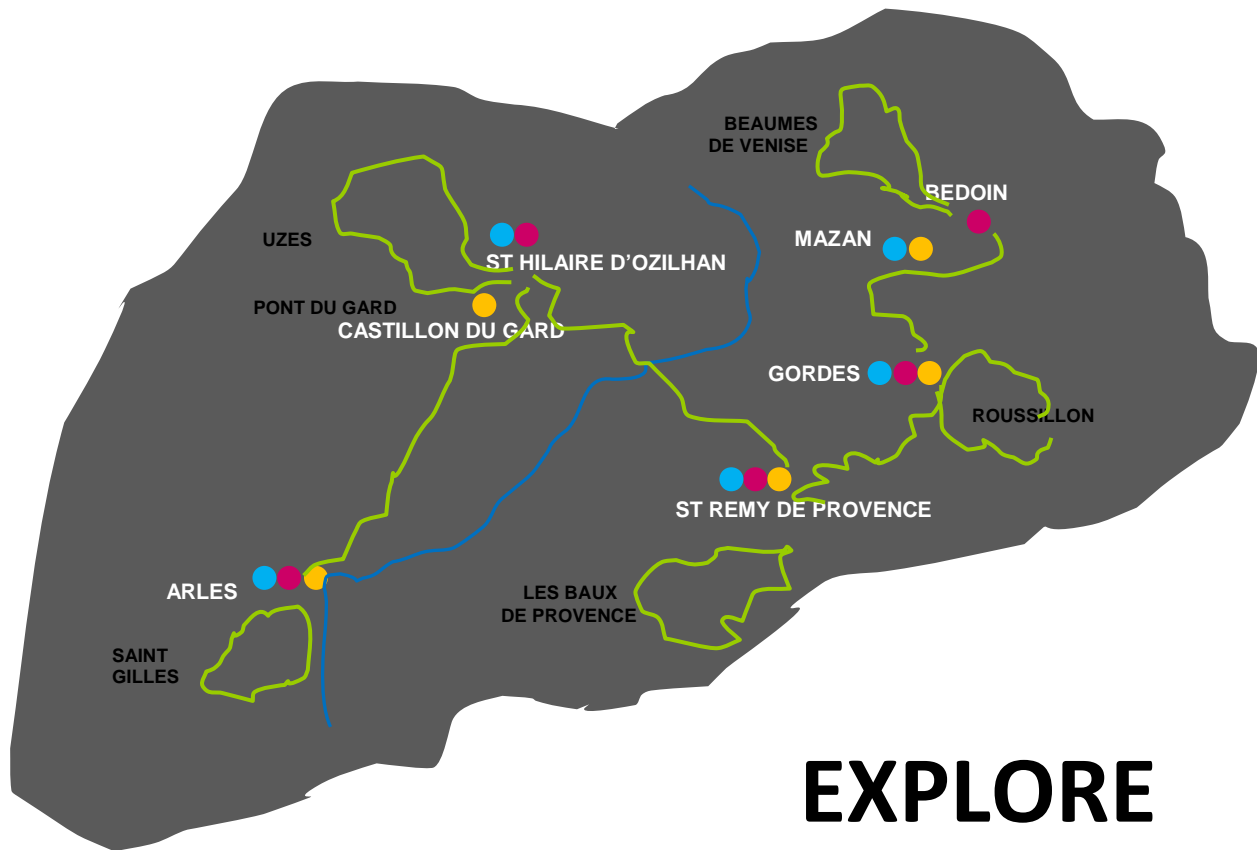 BEAUMES
DE VENISE
BEDOIN
UZES
MAZAN
ST HILAIRE D'OZILHAN
PONT DU GARD
CASTILLON DU GARD
GORDES
ROUSSILLON
ST REMY DE PROVENCE
ARLES
LES BAUX
DE PROVENCE
SAINT
GILLES
EXPLORE